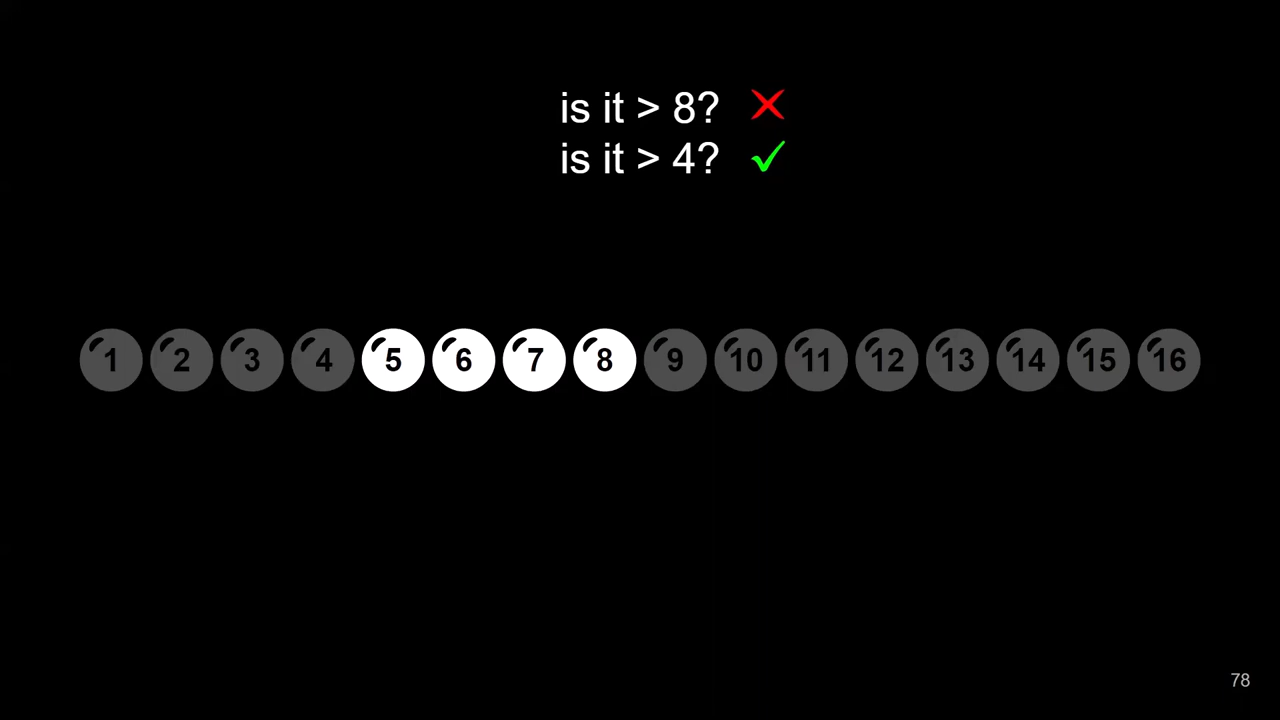 is it > 8? ✗
is it > 4? ✓
1 2 3 4 5 6 7 8 9 10 11 12 13 14 15 16
78